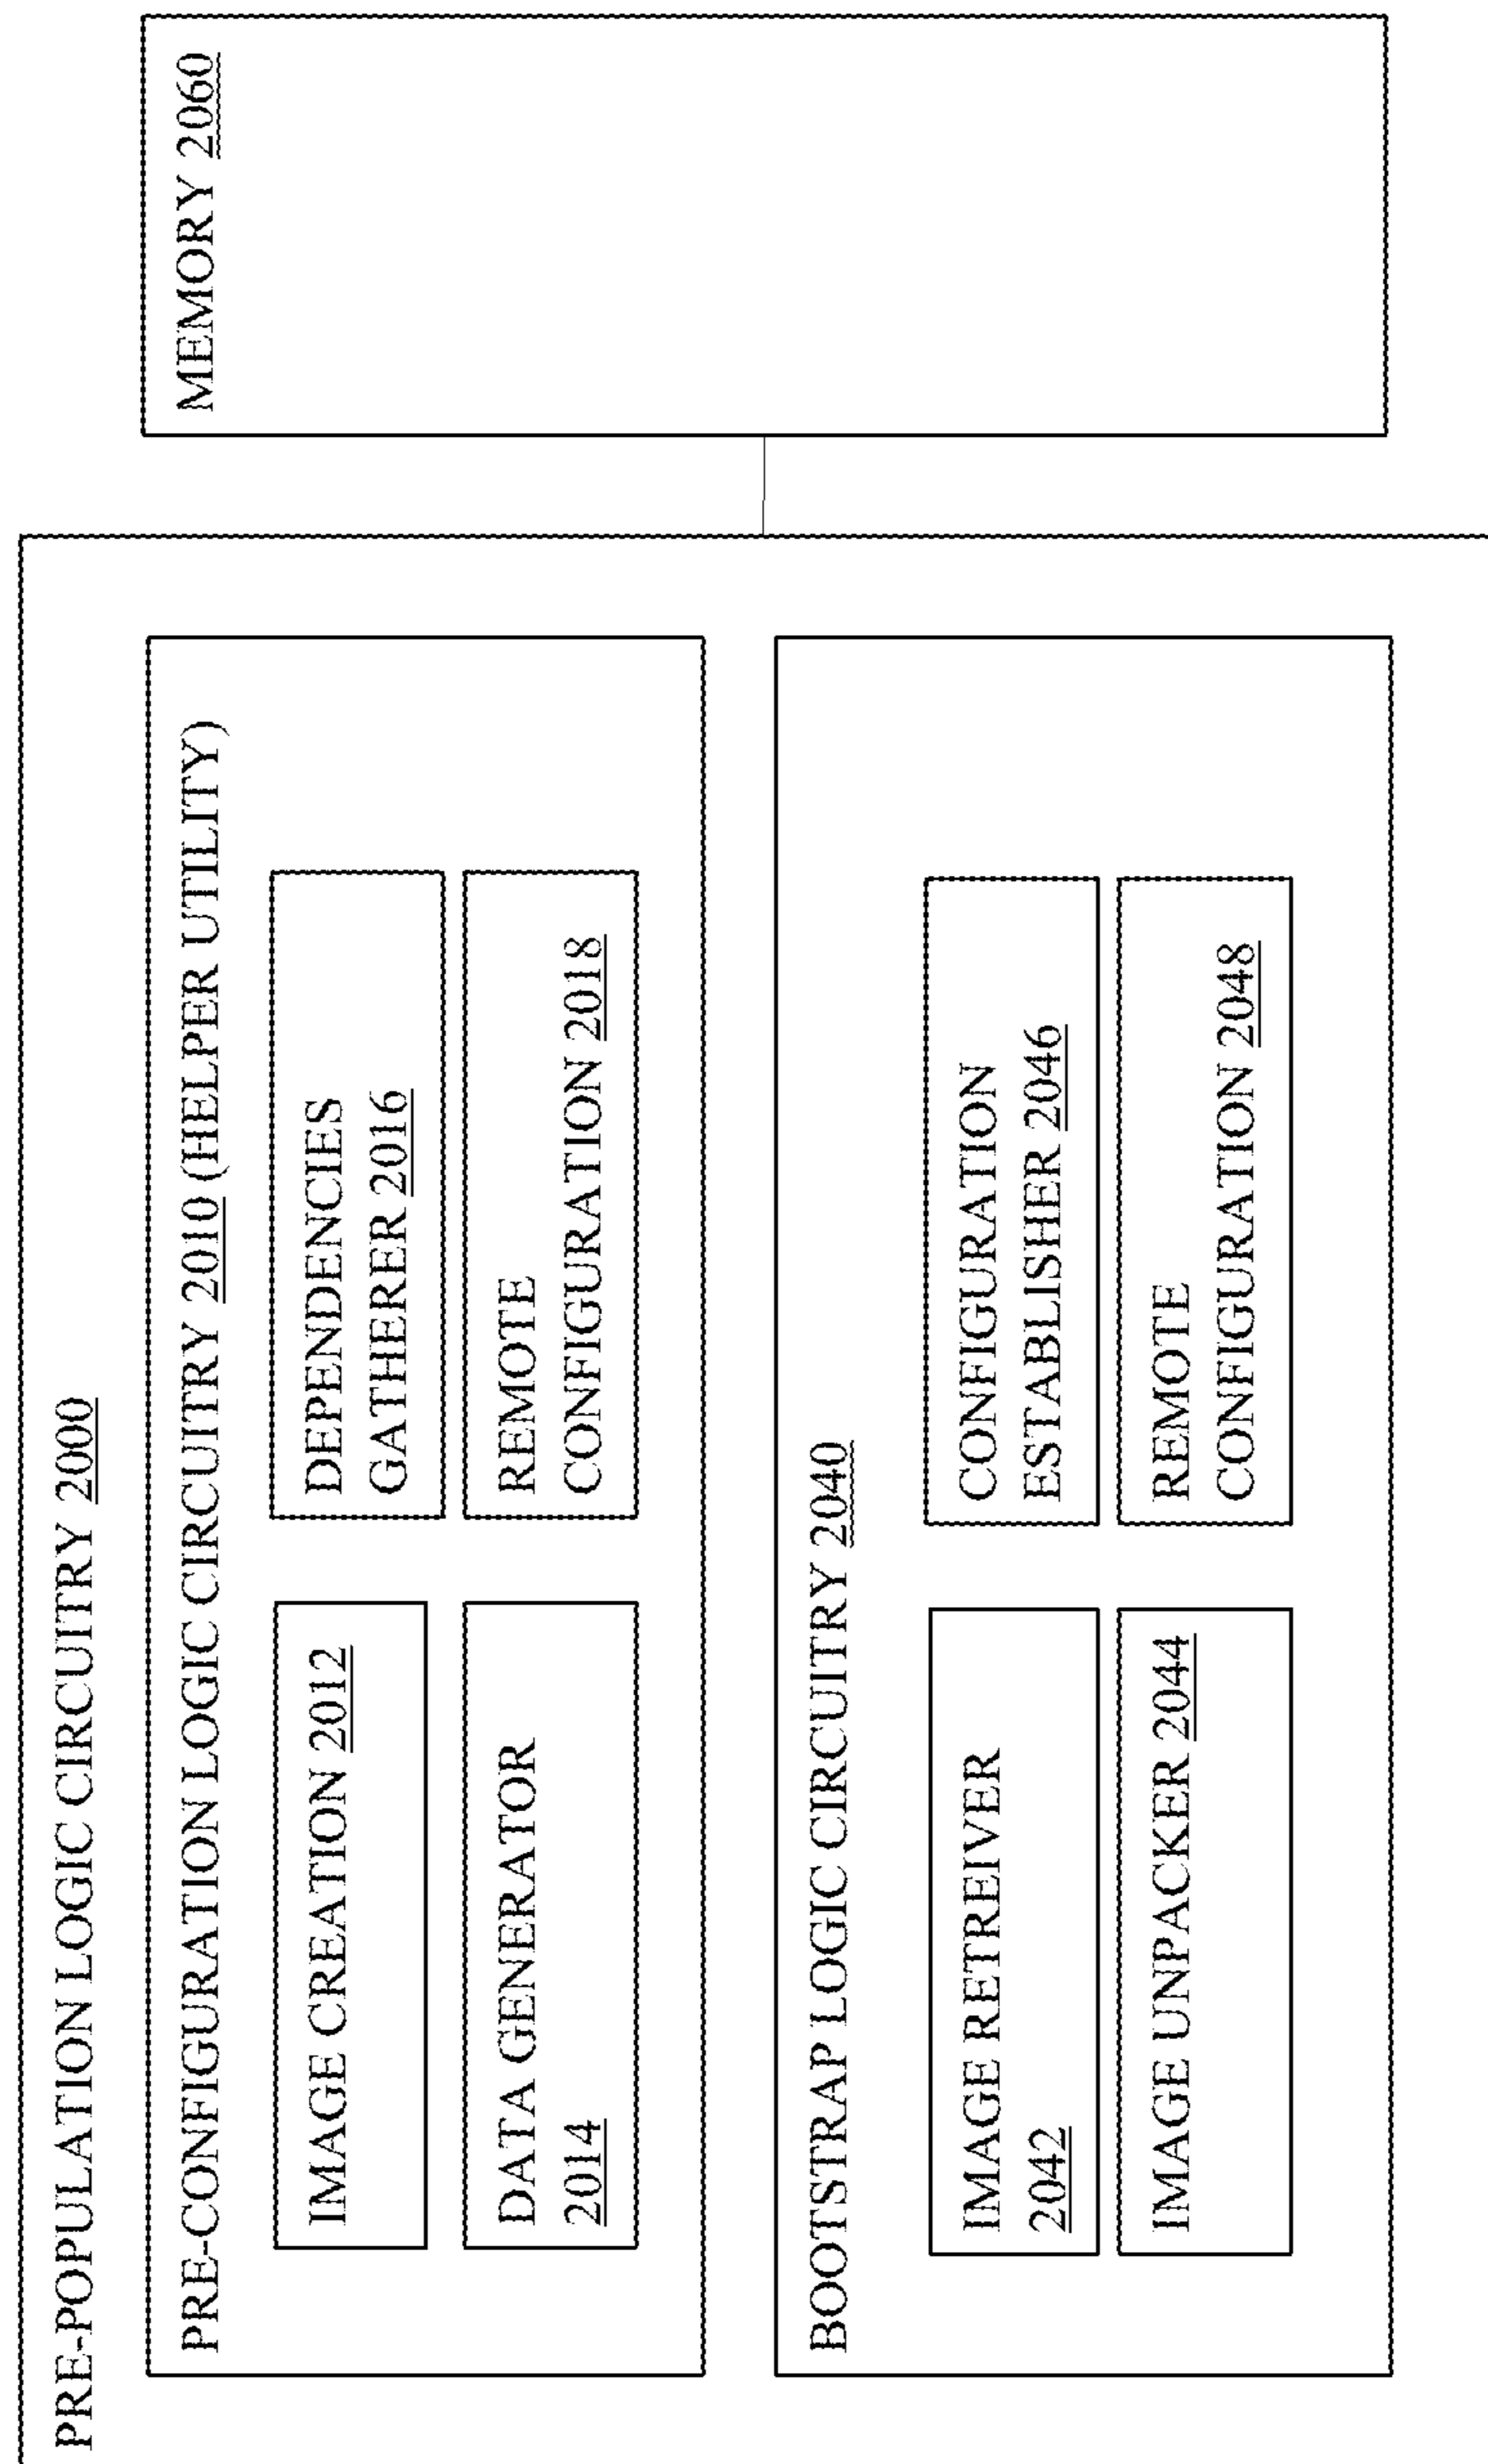 PRE-POPULATION LOGIC CIRCUITRY 2000
PRE-CONFIGURATION LOGIC CIRCUITRY 2010 (HELPER UTILITY)
IMAGE CREATION 2012
DEPENDENCIES
GATHERER 2016
DATA GENERATOR
2014
REMOTE
CONFIGURATION 2018
BOOTSTRAP LOGIC CIRCUITRY 2040
IMAGE RETREIVER
2042
CONFIGURATION
ESTABLISHER 2046
IMAGE UNPACKER 2044
REMOTE
CONFIGURATION 2048
MEMORY 2060